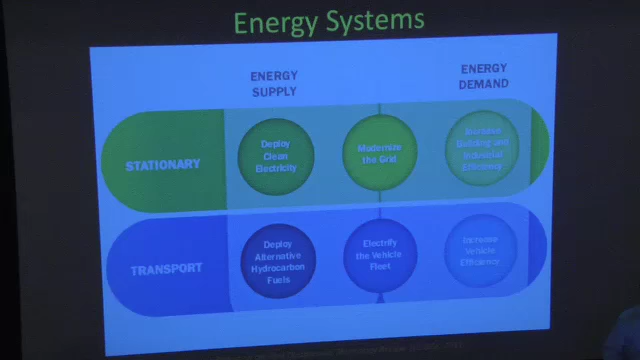 Energy Systems
ENERGY
SUPPLY
ENERGY
DEMAND
STATIONARY
Deploy
Clean
Electricity
Modernize
the Grid
Increase
Building and
Industrial
Efficiency
TRANSPORT
Deploy
Alternative
Hydrocarbon
Fuels
Electrify
the Vehicle
Fleet
Increase
Vehicle
Efficiency